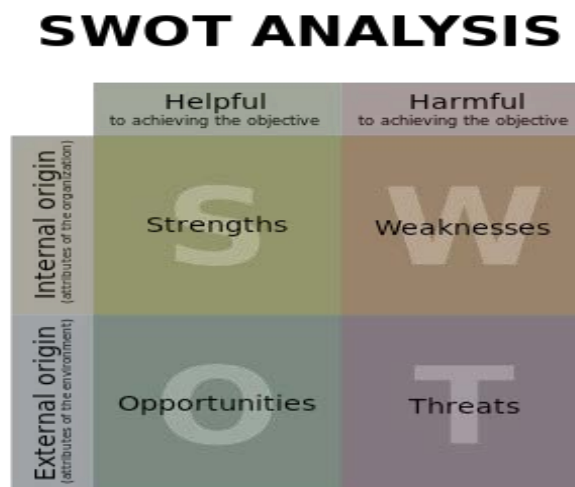 SWOT ANALYSIS
Helpful
to achieving the objective
Harmful
to achieving the objective
Internal origin
(attributes of the organization)
S
Strengths
W
Weaknesses
External origin
(attributes of the environment)
O
Opportunities
T
Threats